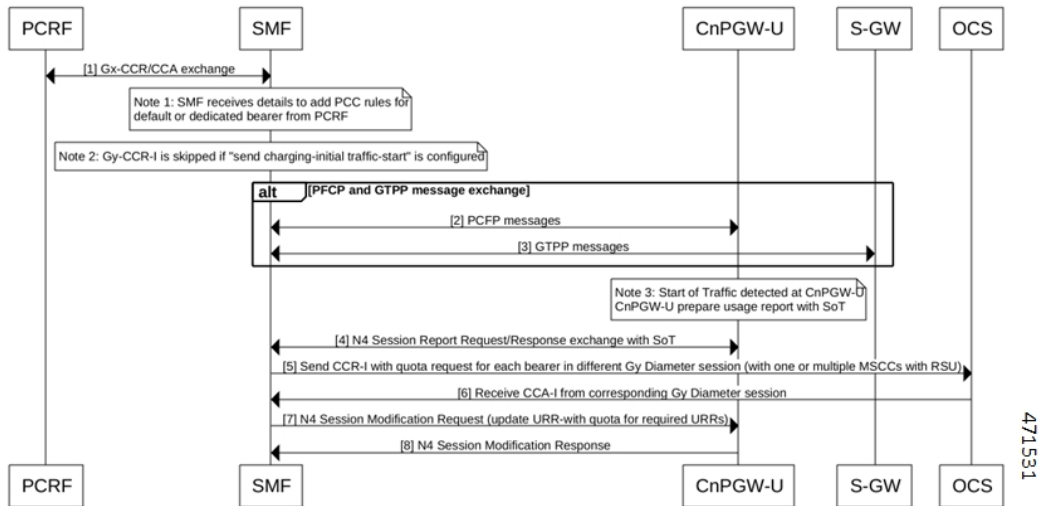 PCRF
SMF
CnPGW-U
S-GW
OCS
[1] Gx-CCR/CCA exchange
Note 1: SMF receives details to add PCC rules for
default or dedicated bearer from PCRF
Note 2: Gy-CCR-I is skipped if "send charging-initial traffic-start" is configured
alt
[PFCP and GTPP message exchange]
[2] PCFP messages
[3] GTPP messages
Note 3: Start of Traffic detected at CnPGW-U
CnPGW-U prepare usage report with SoT
[4] N4 Session Report Request/Response exchange with SoT
[5] Send CCR-I with quota request for each bearer in different Gy Diameter session (with one or multiple MSCCs with RSU)
[6] Receive CCA-I from corresponding Gy Diameter session
[7] N4 Session Modification Request (update URR-with quota for required URRs)
[8] N4 Session Modification Response
PCRF
SMF
CnPGW-U
S-GW
OCS
471531